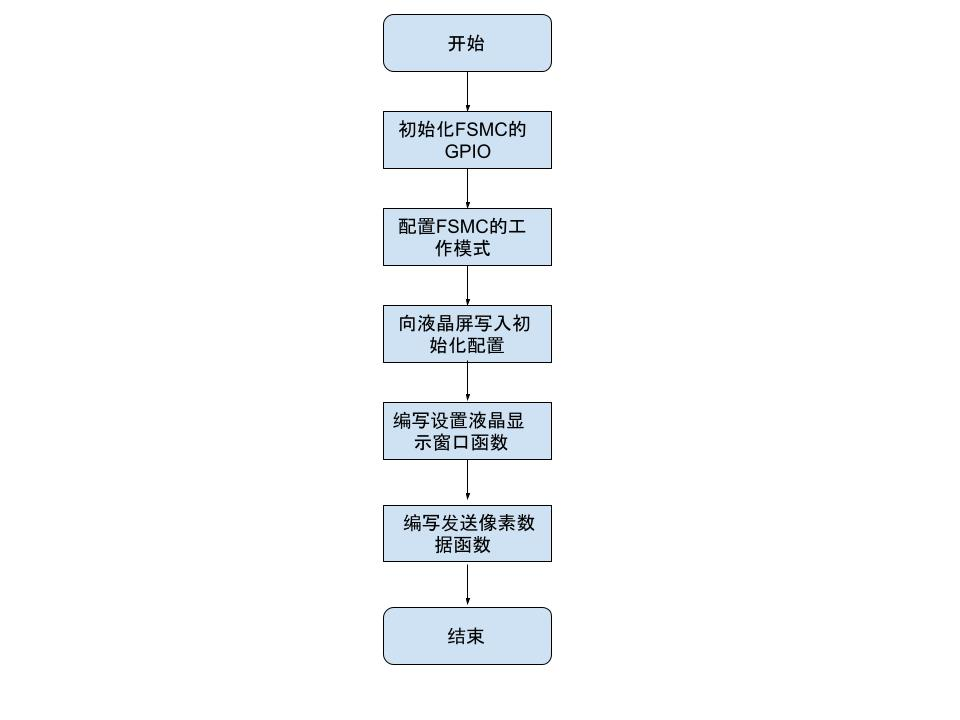 开始
初始化FSMC的
GPIO
配置FSMC的工
作模式
向液晶屏写入初
始化配置
编写设置液晶显
示窗口函数
编写发送像素数
据函数
结束